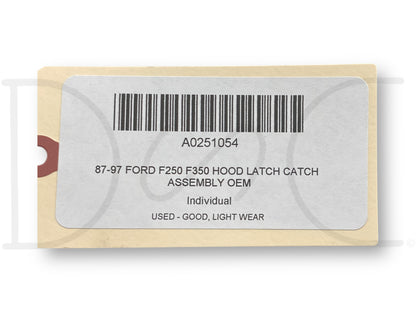 A0251054
87-97 FORD F250 F350 HOOD LATCH CATCH
ASSEMBLY OEM
Individual
USED - GOOD, LIGHT WEAR